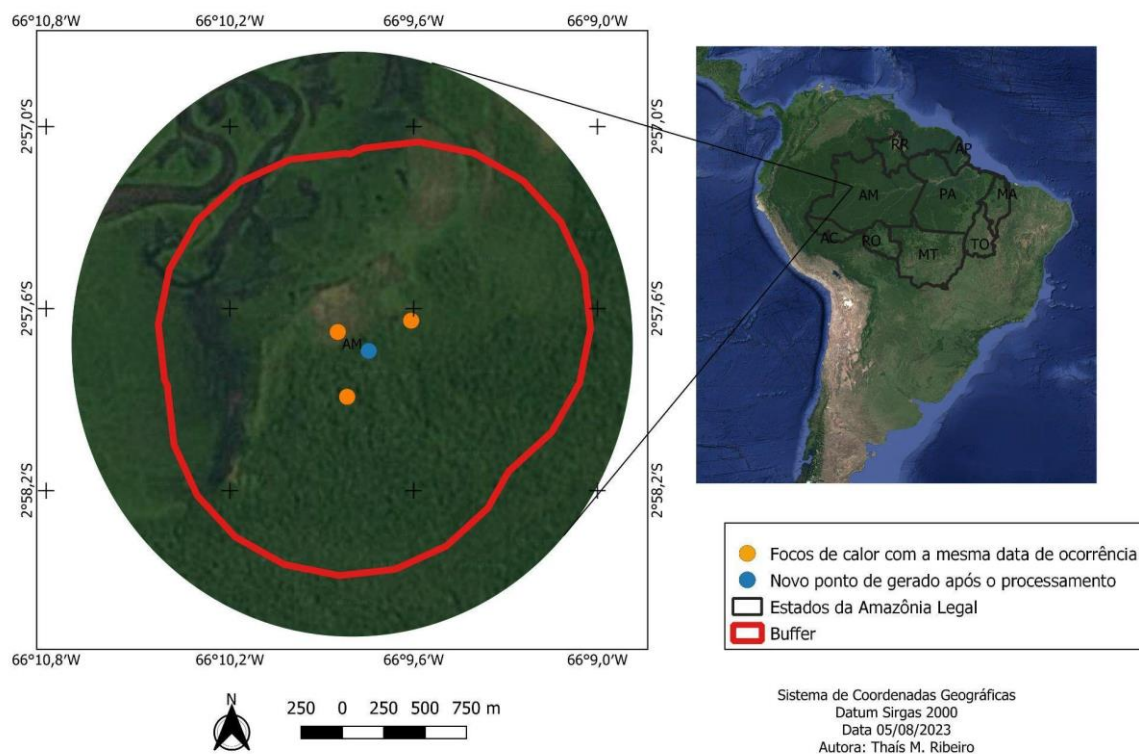 66°10,8'W 66°10,2'W 66°9,6'W 66°9,0'W
2°57,0'S 2°57,0'S
2°57,6'S 2°57,6'S
2°58,2'S 2°58,2'S
AM
66°10,8'W 66°10,2'W 66°9,6'W 66°9,0'W
N
250 0 250 500 750 m
RR AP
AM PA MA
AC RO MT TO
Focos de calor com a mesma data de ocorrência
Novo ponto de gerado após o processamento
Estados da Amazônia Legal
Buffer
Sistema de Coordenadas Geográficas
Datum Sirgas 2000
Data 05/08/2023
Autora: Thaís M. Ribeiro